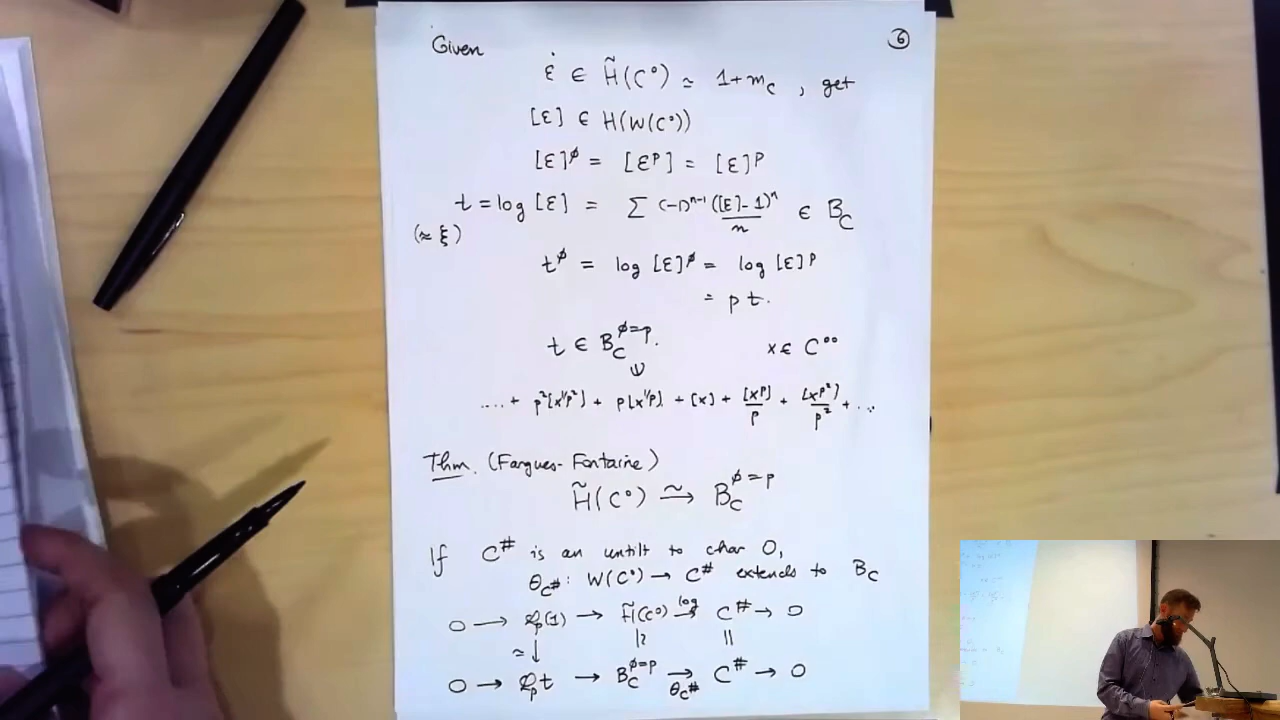 Given ⑥
ε ∈ H̃(C°) ≃ 1+m_C , get
[ε] ∈ H(W(C°))
[ε]^φ = [ε^p] = [ε]^p
t = log [ε] = ∑ (-1)^{n-1} ([ε]-1)^n / n ∈ B_C
(≈ ξ)
t^φ = log [ε]^φ = log [ε]^p
= p t.
t ∈ B_C^{φ=p}. x ∈ C°°
.... + p²[x^{1/p²}] + p[x^{1/p}] + [x] + [x^p]/p + [x^{p²}]/p² + ...
Thm. (Fargues-Fontaine)
H̃(C°) ⥲ B_C^{φ=p}
If C^# is an untilt to char 0,
θ_{C^#} : W(C°) → C^# extends to B_C
0 → ℚ_p(1) → H̃(C°) →^{log} C^# → 0
≃ ↓ ≀∥ ∥
0 → ℚ_p t → B_C^{φ=p} →_{θ_{C^#}} C^# → 0